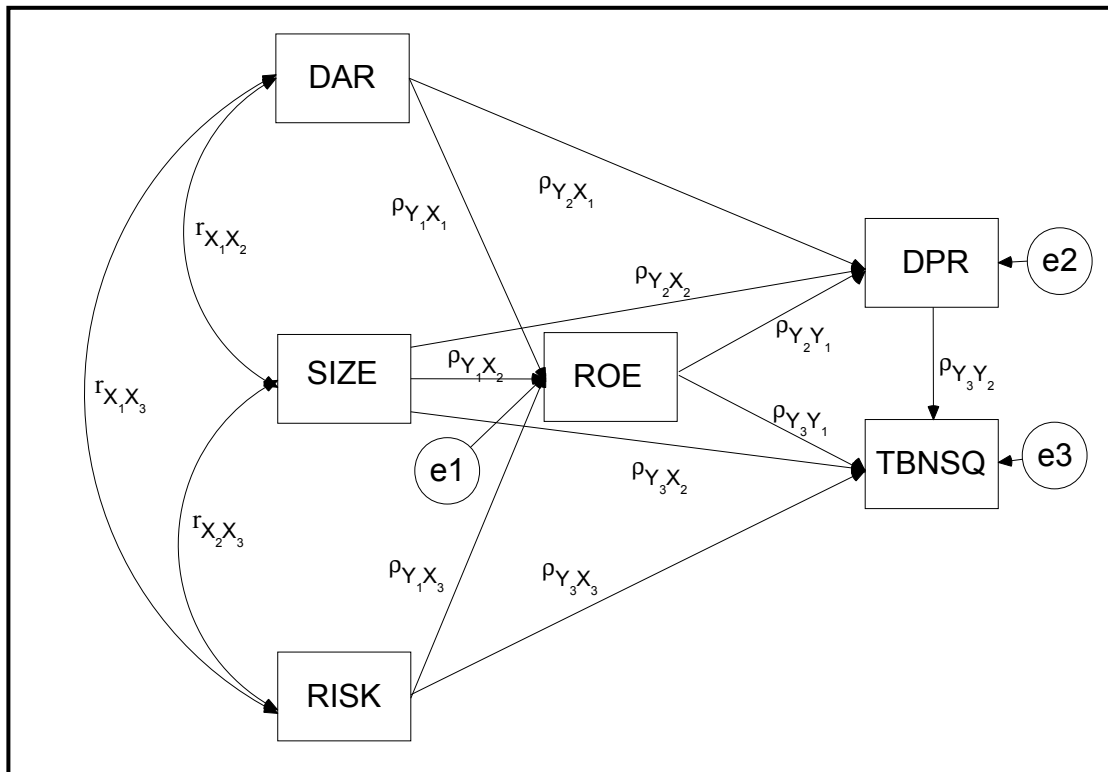 DAR
ρY₂X₁
ρY₁X₁
rX₁X₂
DPR
e2
ρY₂X₂
ρY₂Y₁
SIZE
ρY₁X₂
ROE
ρY₃Y₂
rX₁X₃
ρY₃Y₁
e1
TBNSQ
e3
ρY₃X₂
rX₂X₃
ρY₁X₃
ρY₃X₃
RISK